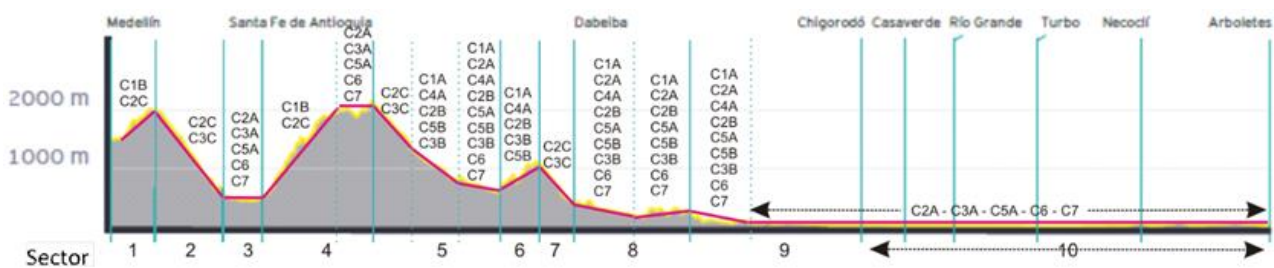 Medellín
Santa Fe de Antioquia
Dabeiba
Chigorodó
Casaverde
Río Grande
Turbo
Necoclí
Arboletes
2000 m
1000 m
C1B
C2C
C2C
C3C
C2A
C3A
C5A
C6
C7
C1B
C2C
C2A
C3A
C5A
C6
C7
C2C
C3C
C1A
C4A
C2B
C5B
C3B
C1A
C2A
C4A
C2B
C5A
C5B
C3B
C6
C7
C1A
C4A
C2B
C3B
C5B
C2C
C3C
C1A
C2A
C4A
C2B
C5A
C5B
C3B
C6
C7
C1A
C2A
C2B
C5A
C5B
C3B
C6
C7
C1A
C2A
C4A
C2B
C5A
C5B
C3B
C6
C7
C2A - C3A - C5A - C6 - C7
Sector 1 2 3 4 5 6 7 8 9 10